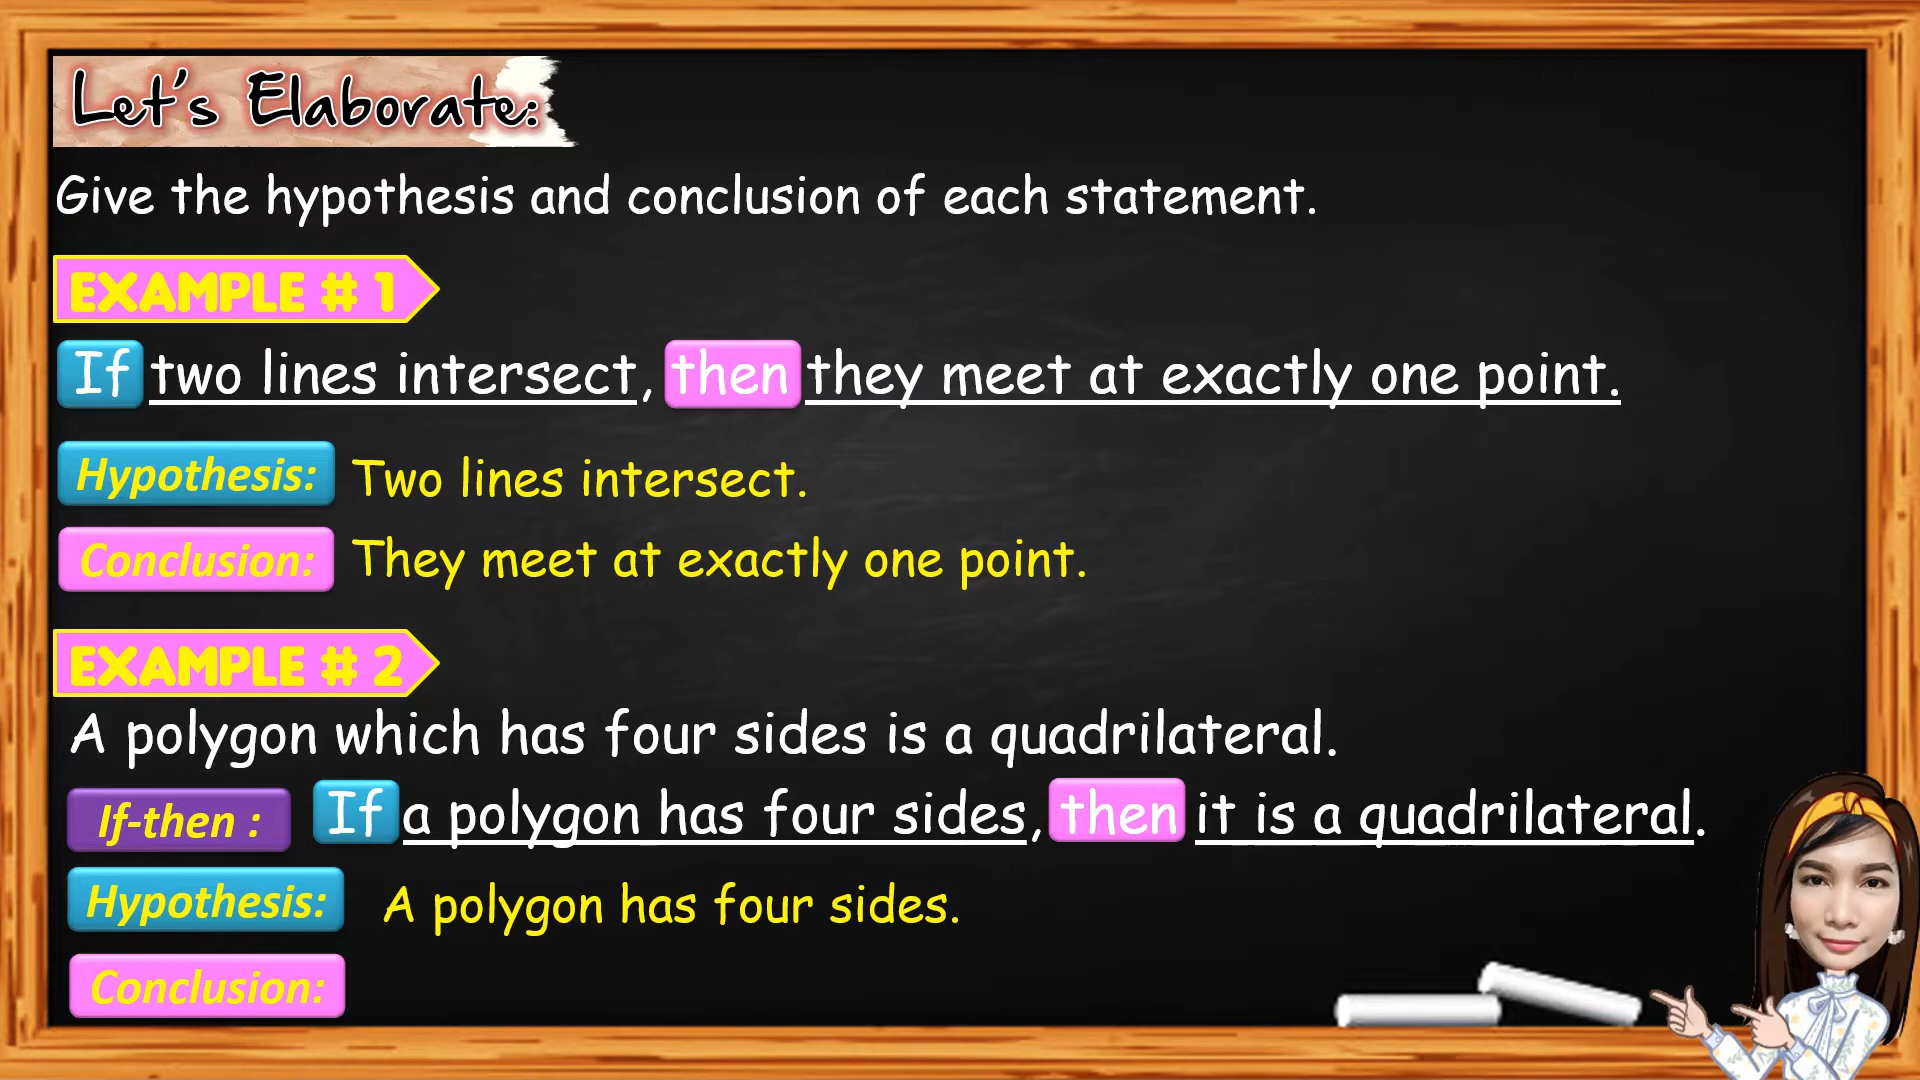 Let's Elaborate:
Give the hypothesis and conclusion of each statement.
EXAMPLE # 1
If two lines intersect, then they meet at exactly one point.
Hypothesis: Two lines intersect.
Conclusion: They meet at exactly one point.
EXAMPLE # 2
A polygon which has four sides is a quadrilateral.
If-then : If a polygon has four sides, then it is a quadrilateral.
Hypothesis: A polygon has four sides.
Conclusion: